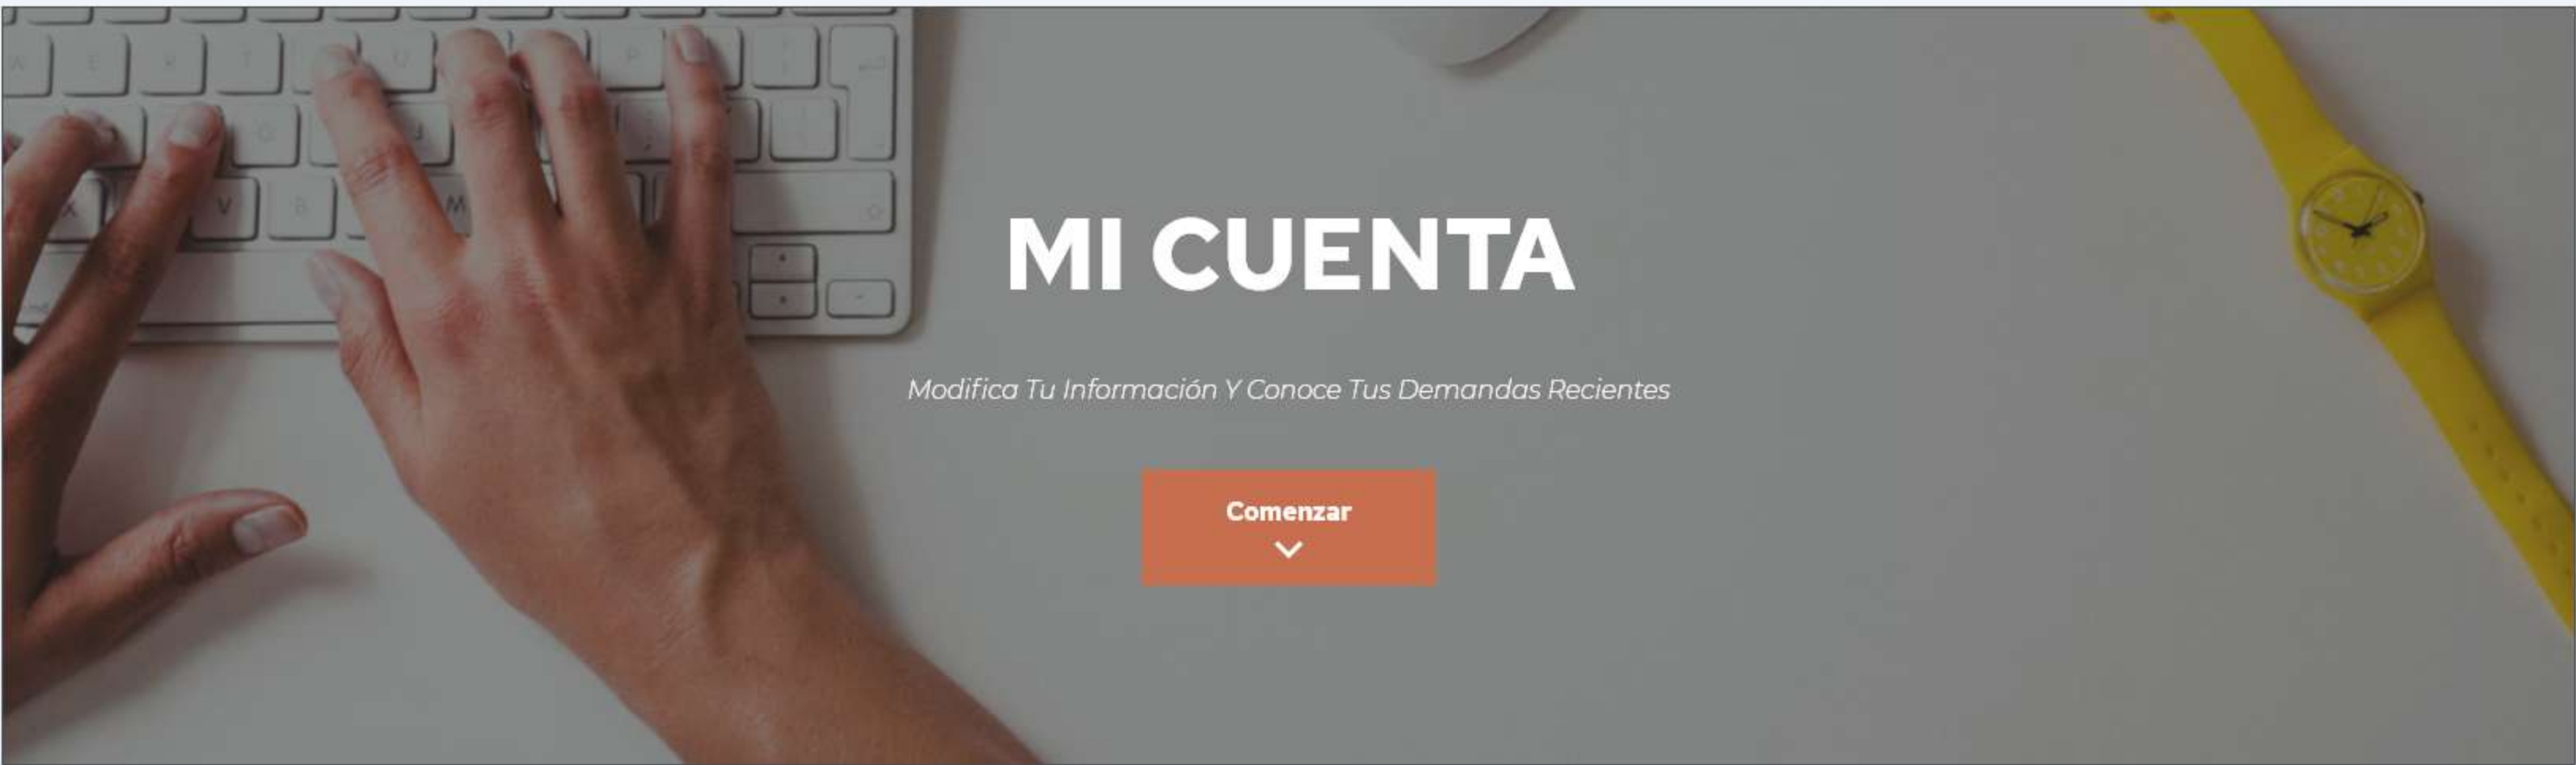 MI CUENTA
Modifica Tu Información Y Conoce Tus Demandas Recientes
Comenzar